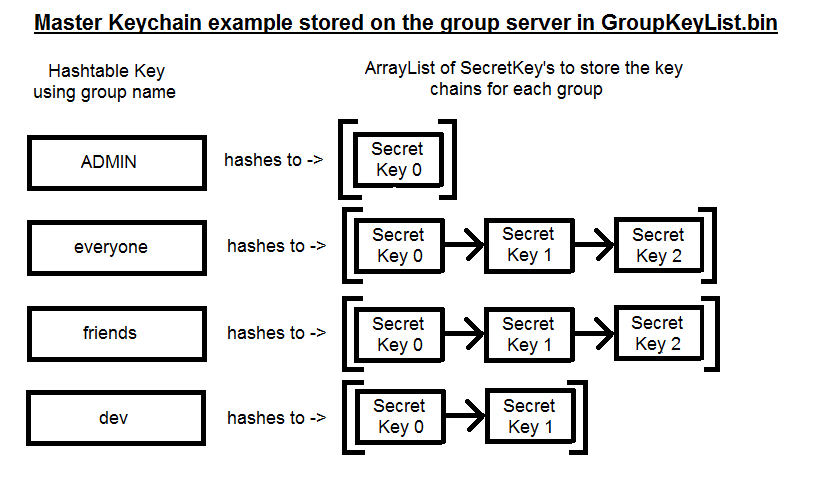 Master Keychain example stored on the group server in GroupKeyList.bin
Hashtable Key
using group name
ArrayList of SecretKey's to store the key
chains for each group
ADMIN
hashes to ->
Secret
Key 0
everyone
hashes to ->
Secret
Key 0
Secret
Key 1
Secret
Key 2
friends
hashes to ->
Secret
Key 0
Secret
Key 1
Secret
Key 2
dev
hashes to ->
Secret
Key 0
Secret
Key 1